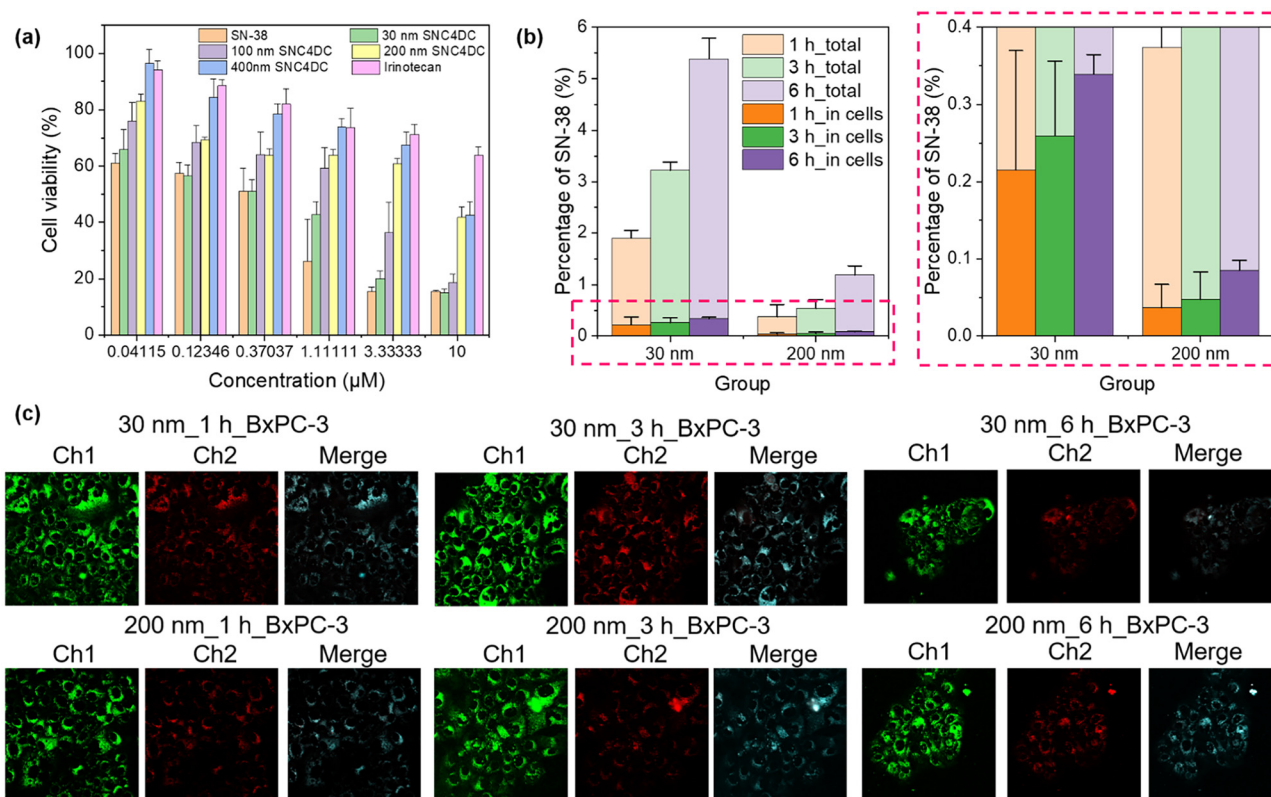 (a)
SN-38
30 nm SNC4DC
100 nm SNC4DC
200 nm SNC4DC
400nm SNC4DC
Irinotecan
Cell viability (%)
100
80
60
40
20
0
0.04115
0.12346
0.37037
1.11111
3.33333
10
Concentration (µM)
(b)
1 h_total
3 h_total
6 h_total
1 h_in cells
3 h_in cells
6 h_in cells
Percentage of SN-38 (%)
6
5
4
3
2
1
0
30 nm
200 nm
Group
Percentage of SN-38 (%)
0.4
0.3
0.2
0.1
0.0
30 nm
200 nm
Group
(c)
30 nm_1 h_BxPC-3
Ch1 Ch2 Merge
30 nm_3 h_BxPC-3
Ch1 Ch2 Merge
30 nm_6 h_BxPC-3
Ch1 Ch2 Merge
200 nm_1 h_BxPC-3
Ch1 Ch2 Merge
200 nm_3 h_BxPC-3
Ch1 Ch2 Merge
200 nm_6 h_BxPC-3
Ch1 Ch2 Merge